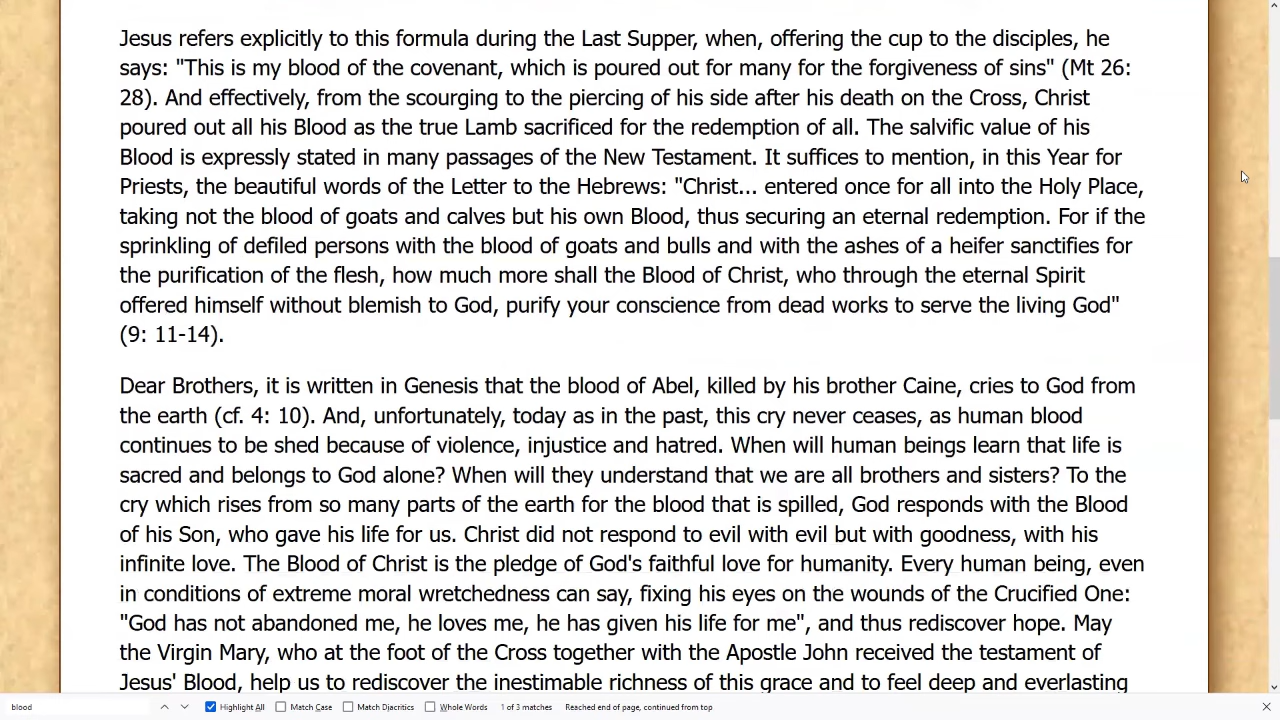 Jesus refers explicitly to this formula during the Last Supper, when, offering the cup to the disciples, he
says: "This is my blood of the covenant, which is poured out for many for the forgiveness of sins" (Mt 26:
28). And effectively, from the scourging to the piercing of his side after his death on the Cross, Christ
poured out all his Blood as the true Lamb sacrificed for the redemption of all. The salvific value of his
Blood is expressly stated in many passages of the New Testament. It suffices to mention, in this Year for
Priests, the beautiful words of the Letter to the Hebrews: "Christ... entered once for all into the Holy Place,
taking not the blood of goats and calves but his own Blood, thus securing an eternal redemption. For if the
sprinkling of defiled persons with the blood of goats and bulls and with the ashes of a heifer sanctifies for
the purification of the flesh, how much more shall the Blood of Christ, who through the eternal Spirit
offered himself without blemish to God, purify your conscience from dead works to serve the living God"
(9: 11-14).
Dear Brothers, it is written in Genesis that the blood of Abel, killed by his brother Caine, cries to God from
the earth (cf. 4: 10). And, unfortunately, today as in the past, this cry never ceases, as human blood
continues to be shed because of violence, injustice and hatred. When will human beings learn that life is
sacred and belongs to God alone? When will they understand that we are all brothers and sisters? To the
cry which rises from so many parts of the earth for the blood that is spilled, God responds with the Blood
of his Son, who gave his life for us. Christ did not respond to evil with evil but with goodness, with his
infinite love. The Blood of Christ is the pledge of God's faithful love for humanity. Every human being, even
in conditions of extreme moral wretchedness can say, fixing his eyes on the wounds of the Crucified One:
"God has not abandoned me, he loves me, he has given his life for me", and thus rediscover hope. May
the Virgin Mary, who at the foot of the Cross together with the Apostle John received the testament of
Jesus' Blood, help us to rediscover the inestimable richness of this grace and to feel deep and everlasting
blood Highlight All Match Case Match Diacritics Whole Words 1 of 3 matches Reached end of page, continued from top